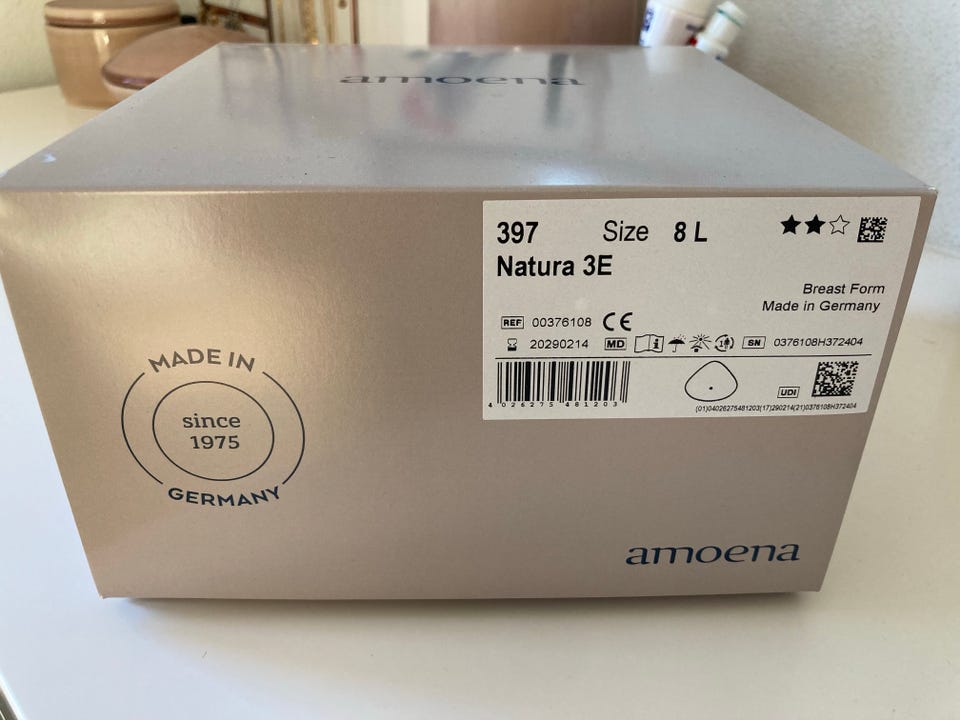 amoena
397 Size 8 L
Natura 3E
Breast Form
Made in Germany
REF 00376108 CE
20290214 MD SN 0376108H372404
4 026275 481203
UDI
(01)04026275481203(17)290214(21)0376108H372404
MADE IN
since
1975
GERMANY
amoena